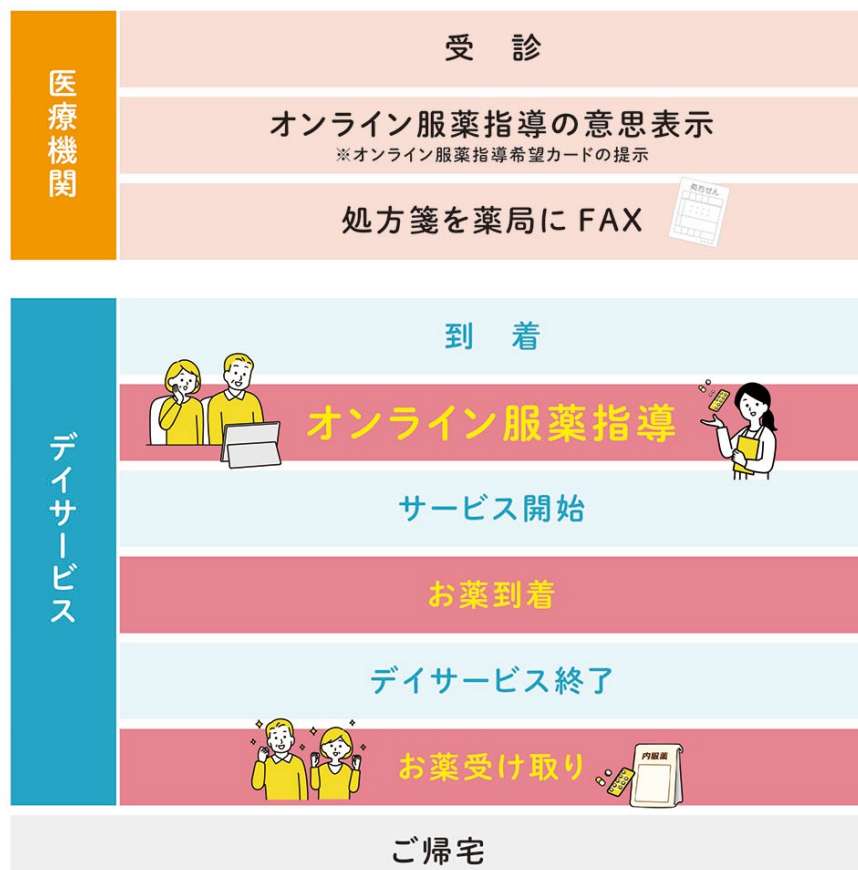 医療機関
受 診
オンライン服薬指導の意思表示
※オンライン服薬指導希望カードの提示
処方箋を薬局に FAX
処方せん
デイサービス
到 着
オンライン服薬指導
サービス開始
お薬到着
デイサービス終了
お薬受け取り
内服薬
ご帰宅